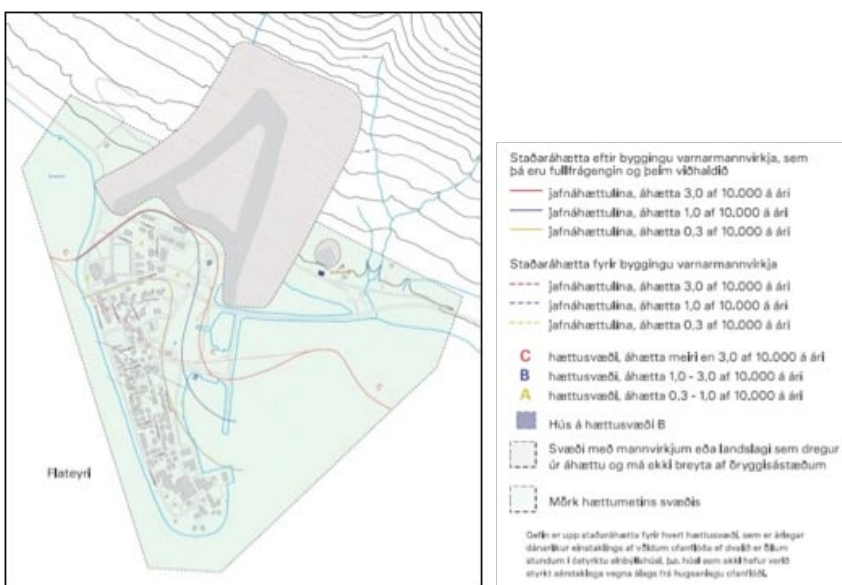 Flateyri
C
C
B
B
Staðaráhætta eftir byggingu varnarmannvirkja, sem
þá eru fullfrágengin og þeim viðhaldið
jafnáhættulína, áhætta 3,0 af 10.000 á ári
jafnáhættulína, áhætta 1,0 af 10.000 á ári
jafnáhættulína, áhætta 0,3 af 10.000 á ári
Staðaráhætta fyrir byggingu varnarmannvirkja
jafnáhættulína, áhætta 3,0 af 10.000 á ári
jafnáhættulína, áhætta 1,0 af 10.000 á ári
jafnáhættulína, áhætta 0,3 af 10.000 á ári
C hættusvæði, áhætta meiri en 3,0 af 10.000 á ári
B hættusvæði, áhætta 1,0 - 3,0 af 10.000 á ári
A hættusvæði, áhætta 0,3 - 1,0 af 10.000 á ári
Hús á hættusvæði B
Svæði með mannvirkjum eða landslagi sem dregur
úr áhættu og má ekki breyta af öryggisástæðum
Mörk hættumetins svæðis
Gefin er upp staðaráhætta fyrir hvert hættusvæði, sem er árlegar
dánarlíkur einstaklings af völdum ofanflóða ef dvalið er öllum
stundum í óstyrktu einbýlishúsi, þ.e. húsi sem ekki hefur verið
styrkt sérstaklega vegna álags frá hugsanlegu ofanflóði.